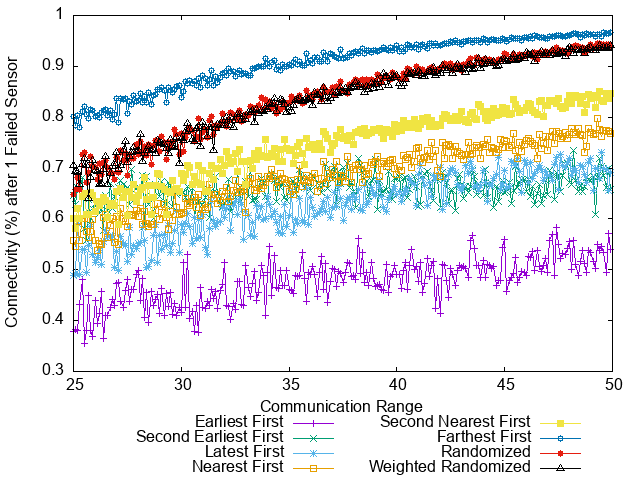 Connectivity (%) after 1 Failed Sensor
1
0.9
0.8
0.7
0.6
0.5
0.4
0.3
25 30 35 40 45 50
Communication Range
Earliest First
Second Earliest First
Latest First
Nearest First
Second Nearest First
Farthest First
Randomized
Weighted Randomized